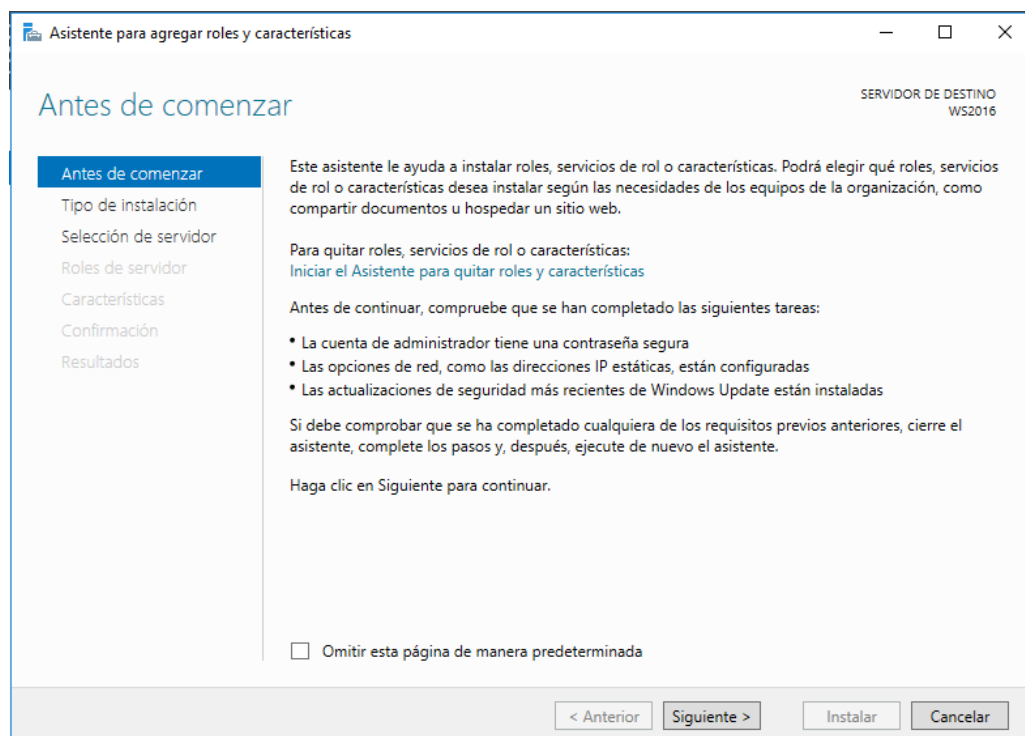 Asistente para agregar roles y características
Antes de comenzar
SERVIDOR DE DESTINO
WS2016
Antes de comenzar
Tipo de instalación
Selección de servidor
Roles de servidor
Características
Confirmación
Resultados
Este asistente le ayuda a instalar roles, servicios de rol o características. Podrá elegir qué roles, servicios
de rol o características desea instalar según las necesidades de los equipos de la organización, como
compartir documentos u hospedar un sitio web.
Para quitar roles, servicios de rol o características:
Iniciar el Asistente para quitar roles y características
Antes de continuar, compruebe que se han completado las siguientes tareas:
• La cuenta de administrador tiene una contraseña segura
• Las opciones de red, como las direcciones IP estáticas, están configuradas
• Las actualizaciones de seguridad más recientes de Windows Update están instaladas
Si debe comprobar que se ha completado cualquiera de los requisitos previos anteriores, cierre el
asistente, complete los pasos y, después, ejecute de nuevo el asistente.
Haga clic en Siguiente para continuar.
Omitir esta página de manera predeterminada
< Anterior
Siguiente >
Instalar
Cancelar